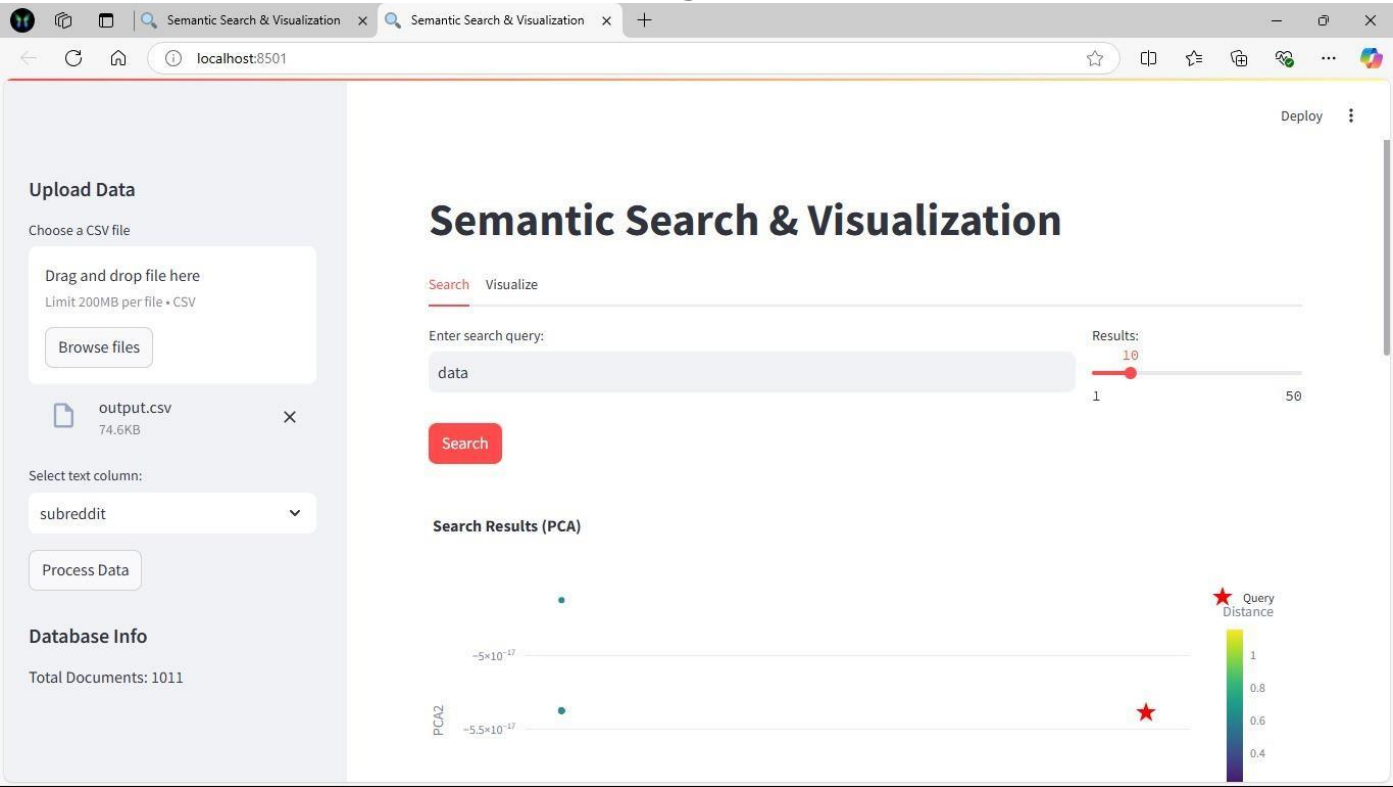 Semantic Search & Visualization
Semantic Search & Visualization
localhost:8501
Deploy
Upload Data
Choose a CSV file
Drag and drop file here
Limit 200MB per file • CSV
Browse files
output.csv
74.6KB
Select text column:
subreddit
Process Data
Database Info
Total Documents: 1011
Semantic Search & Visualization
Search Visualize
Enter search query:
data
Results:
10
1 50
Search
Search Results (PCA)
−5×10⁻¹⁷
−5.5×10⁻¹⁷
PCA2
Query
Distance
1
0.8
0.6
0.4